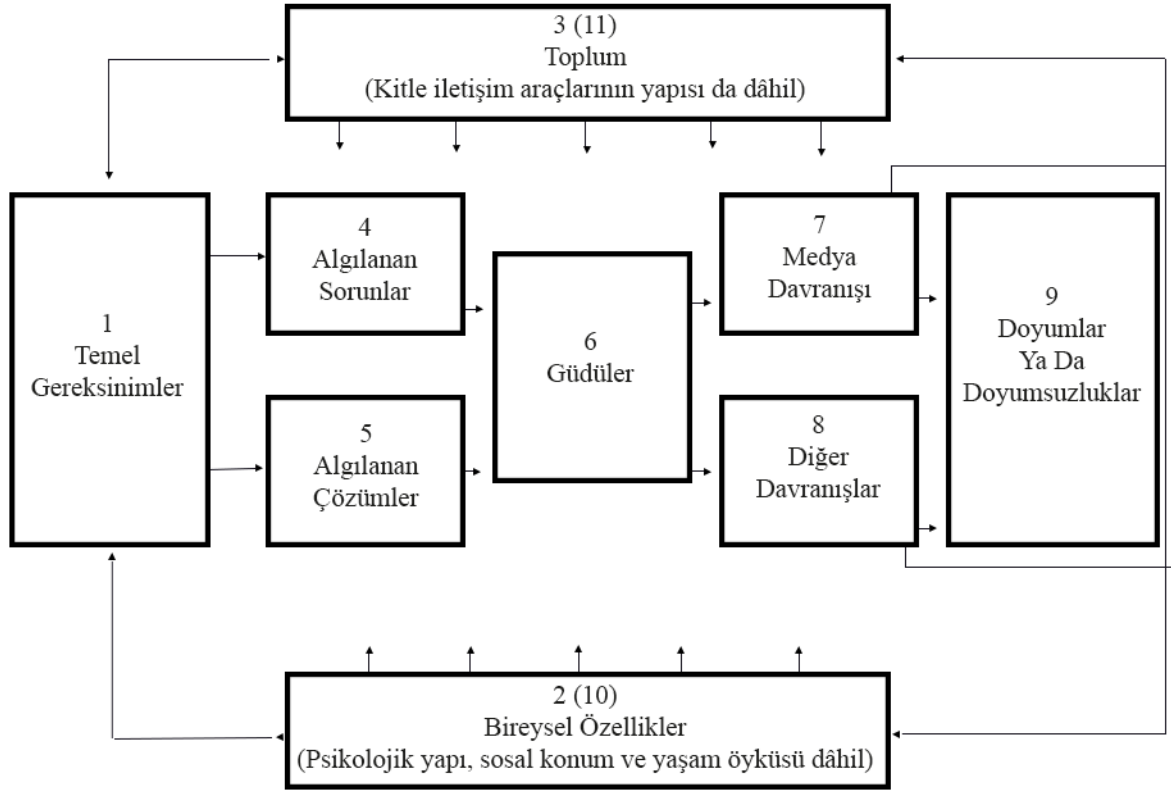 3 (11)
Toplum
(Kitle iletişim araçlarının yapısı da dâhil)
1
Temel
Gereksinimler
4
Algılanan
Sorunlar
5
Algılanan
Çözümler
6
Güdüler
7
Medya
Davranışı
8
Diğer
Davranışlar
9
Doyumlar
Ya Da
Doyumsuzluklar
2 (10)
Bireysel Özellikler
(Psikolojik yapı, sosal konum ve yaşam öyküsü dâhil)